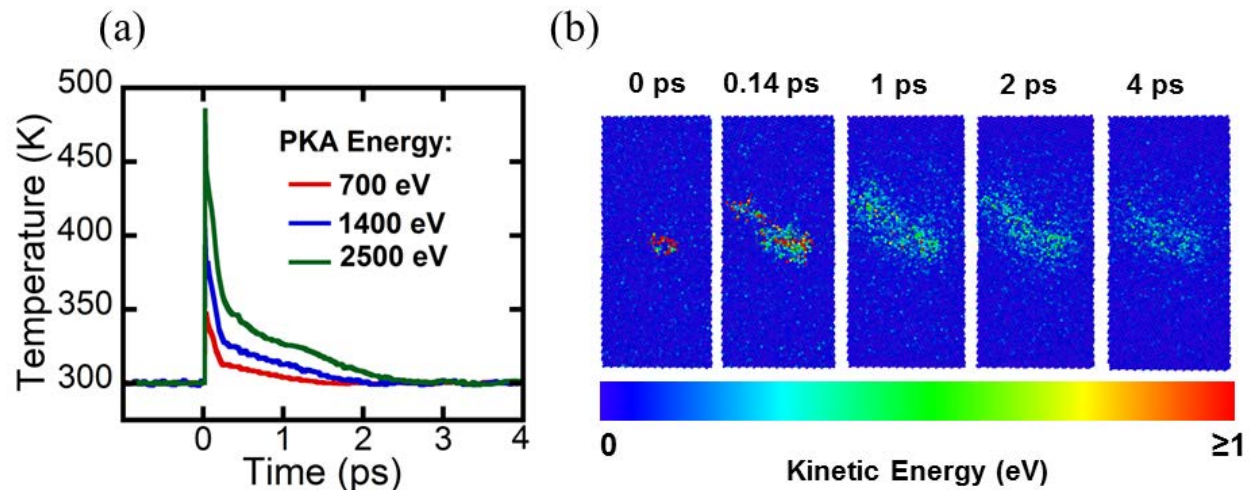 (a)
500
450
400
350
300
Temperature (K)
PKA Energy:
700 eV
1400 eV
2500 eV
0 1 2 3 4
Time (ps)
(b)
0 ps 0.14 ps 1 ps 2 ps 4 ps
0 ≥1
Kinetic Energy (eV)